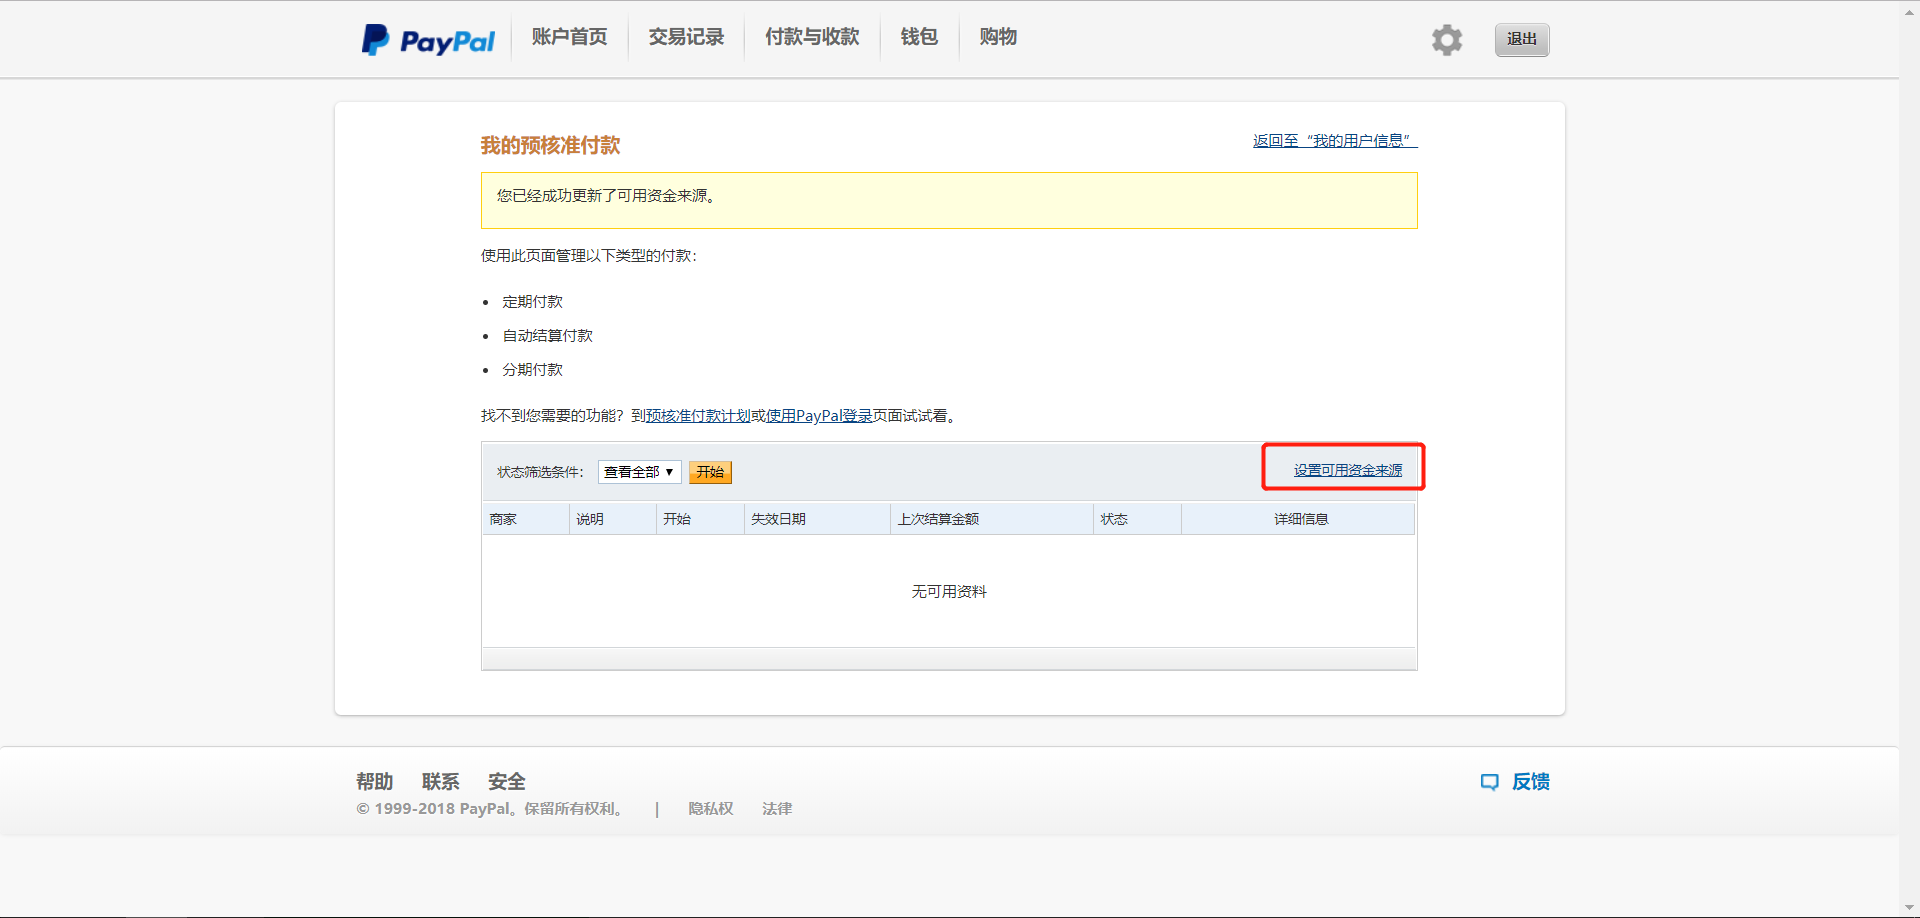 PayPal 账户首页 交易记录 付款与收款 钱包 购物 退出
我的预核准付款 返回至“我的用户信息”
您已经成功更新了可用资金来源。
使用此页面管理以下类型的付款：
• 定期付款
• 自动结算付款
• 分期付款
找不到您需要的功能？到预核准付款计划或使用PayPal登录页面试试看。
状态筛选条件： 查看全部 ▼ 开始 设置可用资金来源
商家 说明 开始 失效日期 上次结算金额 状态 详细信息
无可用资料
帮助 联系 安全 反馈
© 1999-2018 PayPal。保留所有权利。 | 隐私权 法律